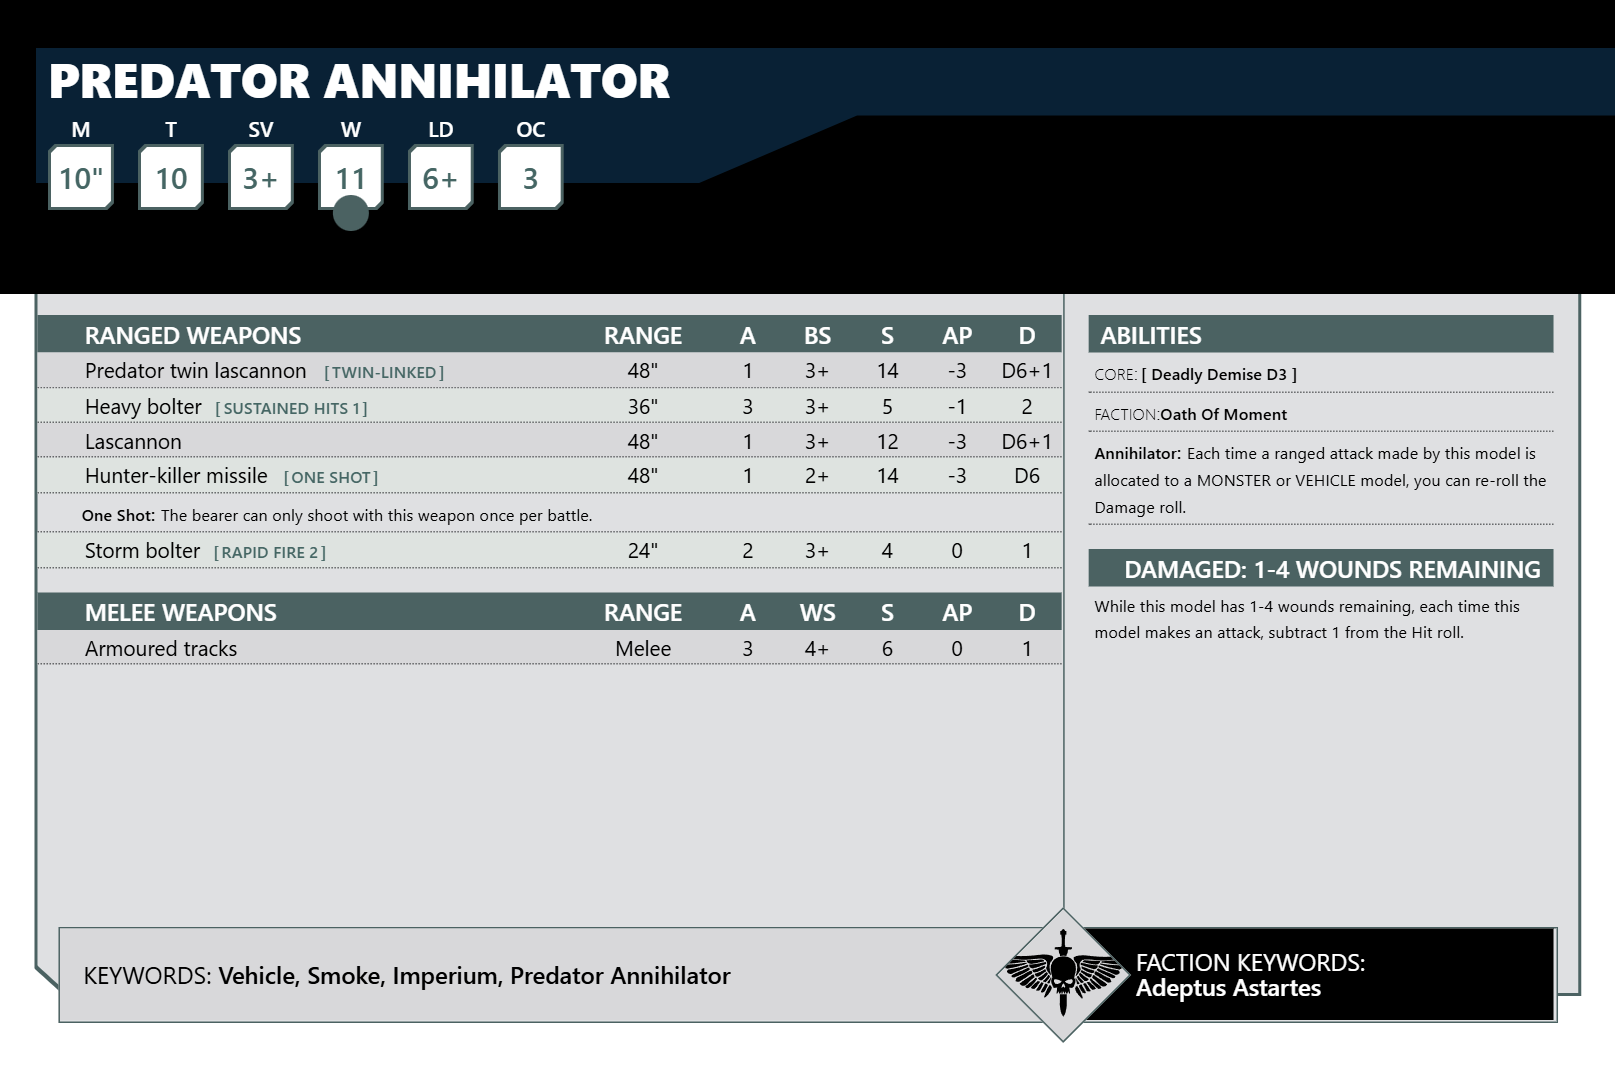 PREDATOR ANNIHILATOR
M T SV W LD OC
10" 10 3+ 11 6+ 3
RANGED WEAPONS RANGE A BS S AP D
Predator twin lascannon [TWIN-LINKED] 48" 1 3+ 14 -3 D6+1
Heavy bolter [SUSTAINED HITS 1] 36" 3 3+ 5 -1 2
Lascannon 48" 1 3+ 12 -3 D6+1
Hunter-killer missile [ONE SHOT] 48" 1 2+ 14 -3 D6
One Shot: The bearer can only shoot with this weapon once per battle.
Storm bolter [RAPID FIRE 2] 24" 2 3+ 4 0 1
MELEE WEAPONS RANGE A WS S AP D
Armoured tracks Melee 3 4+ 6 0 1
ABILITIES
CORE: [ Deadly Demise D3 ]
FACTION:Oath Of Moment
Annihilator: Each time a ranged attack made by this model is
allocated to a MONSTER or VEHICLE model, you can re-roll the
Damage roll.
DAMAGED: 1-4 WOUNDS REMAINING
While this model has 1-4 wounds remaining, each time this
model makes an attack, subtract 1 from the Hit roll.
KEYWORDS: Vehicle, Smoke, Imperium, Predator Annihilator
FACTION KEYWORDS:
Adeptus Astartes